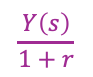 Y(s)
1 + r